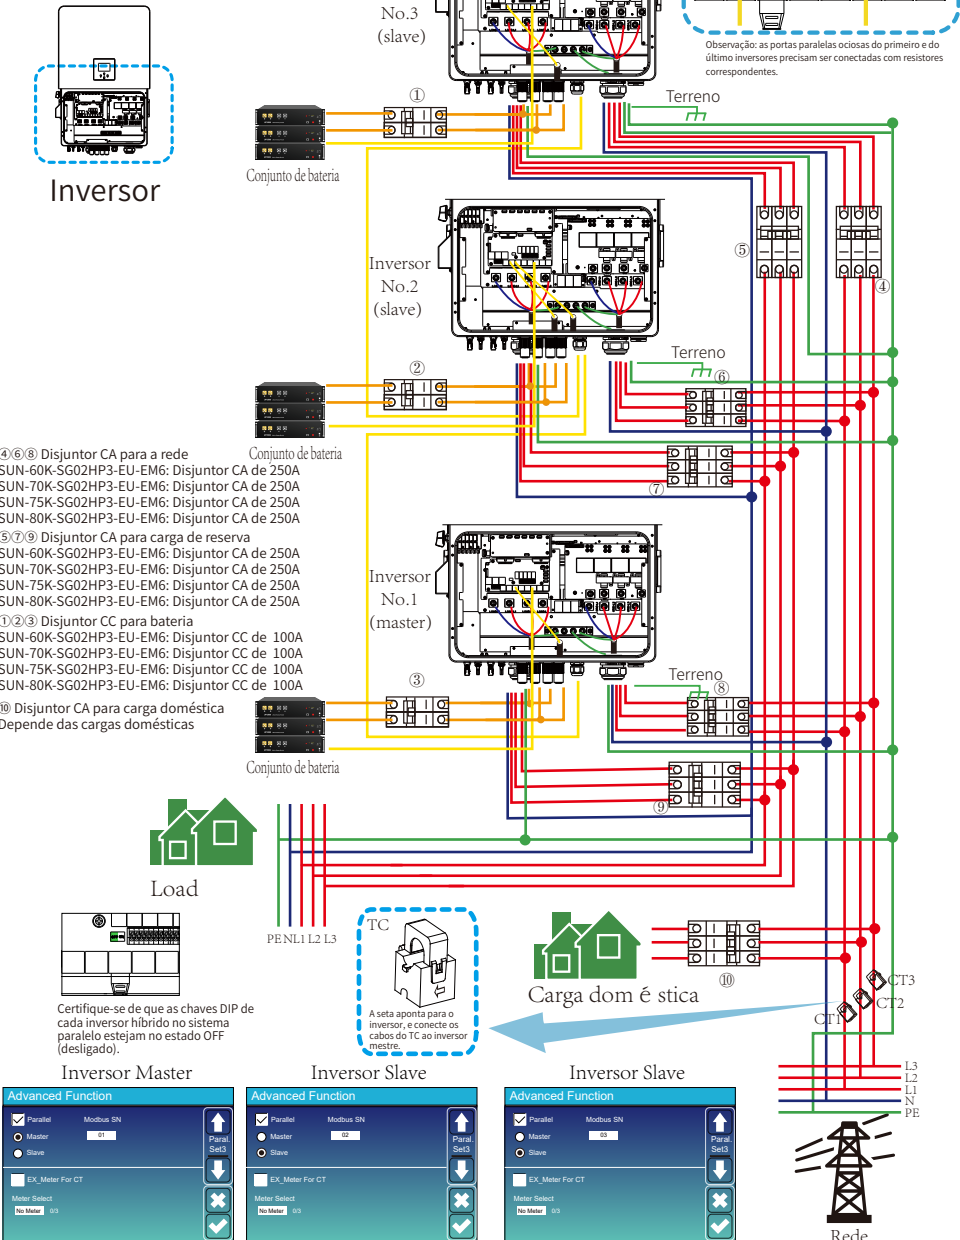 No.3
(slave)
Observação: as portas paralelas ociosas do primeiro e do
último inversores precisam ser conectadas com resistores
correspondentes.
Terreno
①
Conjunto de bateria
Inversor
Inversor
No.2
(slave)
⑤
④
Terreno
②
⑥
Conjunto de bateria
⑦
④⑥⑧ Disjuntor CA para a rede
SUN-60K-SG02HP3-EU-EM6: Disjuntor CA de 250A
SUN-70K-SG02HP3-EU-EM6: Disjuntor CA de 250A
SUN-75K-SG02HP3-EU-EM6: Disjuntor CA de 250A
SUN-80K-SG02HP3-EU-EM6: Disjuntor CA de 250A
⑤⑦⑨ Disjuntor CA para carga de reserva
SUN-60K-SG02HP3-EU-EM6: Disjuntor CA de 250A
SUN-70K-SG02HP3-EU-EM6: Disjuntor CA de 250A
SUN-75K-SG02HP3-EU-EM6: Disjuntor CA de 250A
SUN-80K-SG02HP3-EU-EM6: Disjuntor CA de 250A
①②③ Disjuntor CC para bateria
SUN-60K-SG02HP3-EU-EM6: Disjuntor CC de 100A
SUN-70K-SG02HP3-EU-EM6: Disjuntor CC de 100A
SUN-75K-SG02HP3-EU-EM6: Disjuntor CC de 100A
SUN-80K-SG02HP3-EU-EM6: Disjuntor CC de 100A
⑩ Disjuntor CA para carga doméstica
Depende das cargas domésticas
Inversor
No.1
(master)
Terreno
③
⑧
Conjunto de bateria
⑨
Load
PE N L1 L2 L3
TC
A seta aponta para o
inversor, e conecte os
cabos do TC ao inversor
mestre.
Carga dom é stica
⑩
CT3
CT2
CT1
Certifique-se de que as chaves DIP de
cada inversor híbrido no sistema
paralelo estejam no estado OFF
(desligado).
L3
L2
L1
N
PE
Rede
Inversor Master
Advanced Function
Parallel
Modbus SN
Master
01
Slave
Paral.
Set3
EX_Meter For CT
Meter Select
No Meter 0/3
Inversor Slave
Advanced Function
Parallel
Modbus SN
Master
02
Slave
Paral.
Set3
EX_Meter For CT
Meter Select
No Meter 0/3
Inversor Slave
Advanced Function
Parallel
Modbus SN
Master
03
Slave
Paral.
Set3
EX_Meter For CT
Meter Select
No Meter 0/3